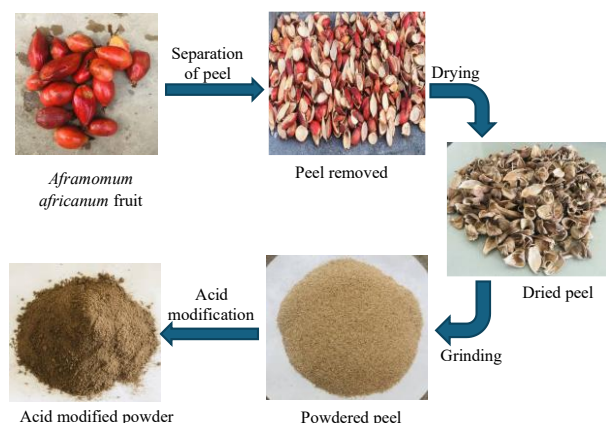 Separation
of peel
Drying
Aframomum
africanum fruit
Peel removed
Dried peel
Acid
modification
Grinding
Acid modified powder
Powdered peel